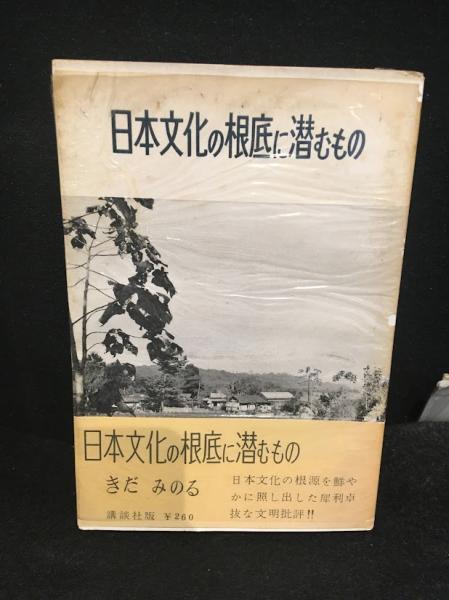 日本文化の根底に潜むもの
日本文化の根底に潜むもの
きだ みのる
講談社版 ¥260
日本文化の根源を鮮や
かに照し出した犀利卓
抜な文明批評!!